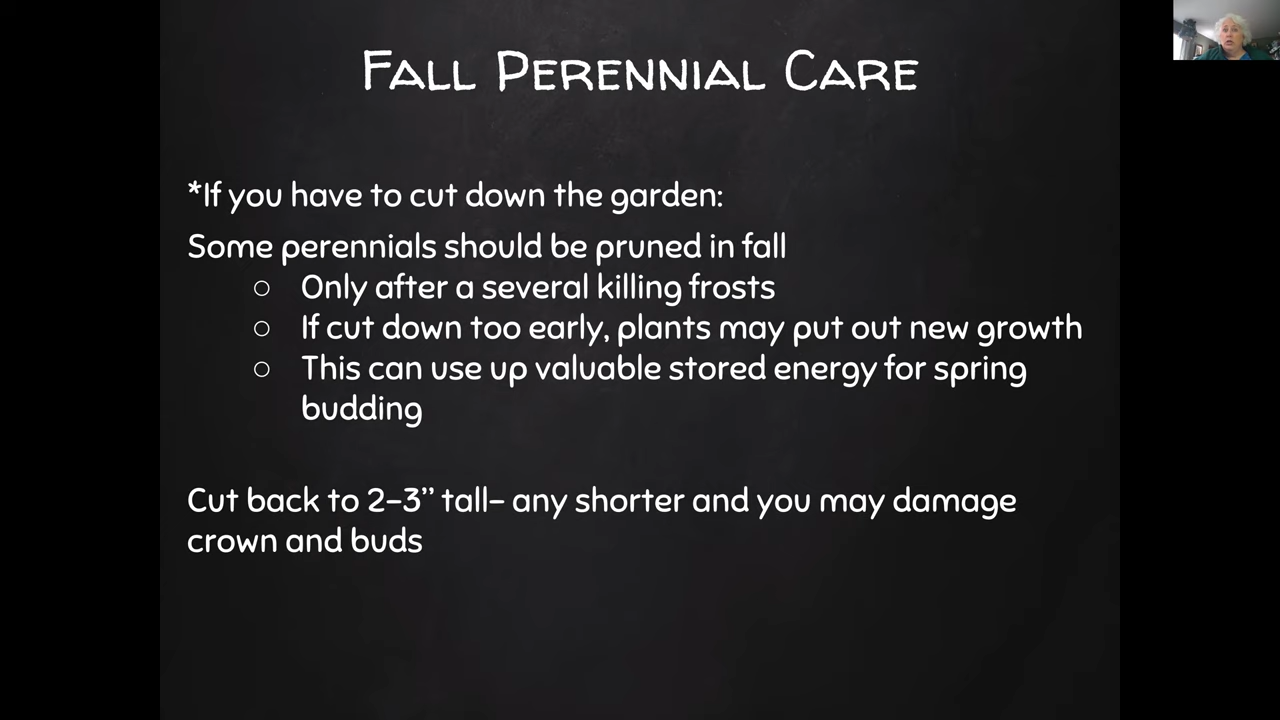 Fall Perennial Care
*If you have to cut down the garden:
Some perennials should be pruned in fall
○ Only after a several killing frosts
○ If cut down too early, plants may put out new growth
○ This can use up valuable stored energy for spring
budding
Cut back to 2-3” tall- any shorter and you may damage
crown and buds